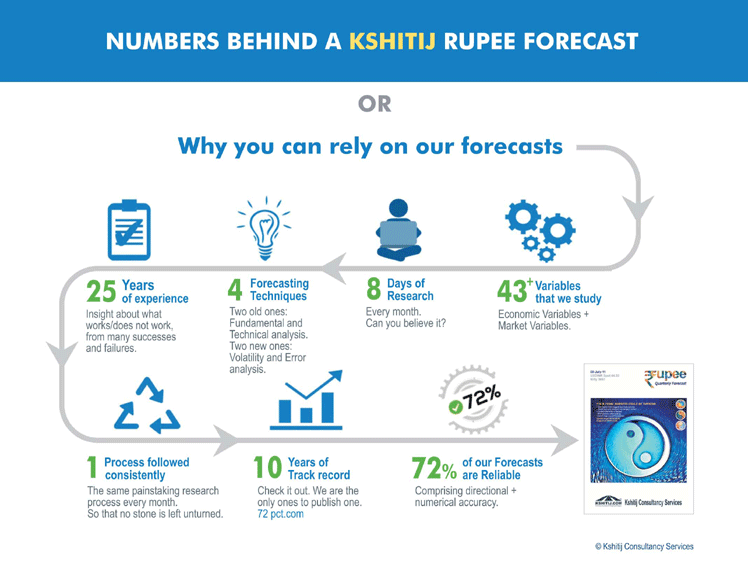 NUMBERS BEHIND A KSHITIJ RUPEE FORECAST
OR
Why you can rely on our forecasts
25 Years
of experience
Insight about what
works/does not work,
from many successes
and failures.
4 Forecasting
Techniques
Two old ones:
Fundamental and
Technical analysis.
Two new ones:
Volatility and Error
analysis.
8 Days of
Research
Every month.
Can you believe it?
43+ Variables
that we study
Economic Variables +
Market Variables.
1 Process followed
consistently
The same painstaking research
process every month.
So that no stone is left unturned.
10 Years of
Track record
Check it out. We are the
only ones to publish one.
72 pct.com
72%
72% of our Forecasts
are Reliable
Comprising directional +
numerical accuracy.
Rupee
Quarterly Forecast
KSHITIJ.COM Kshitij Consultancy Services
© Kshitij Consultancy Services